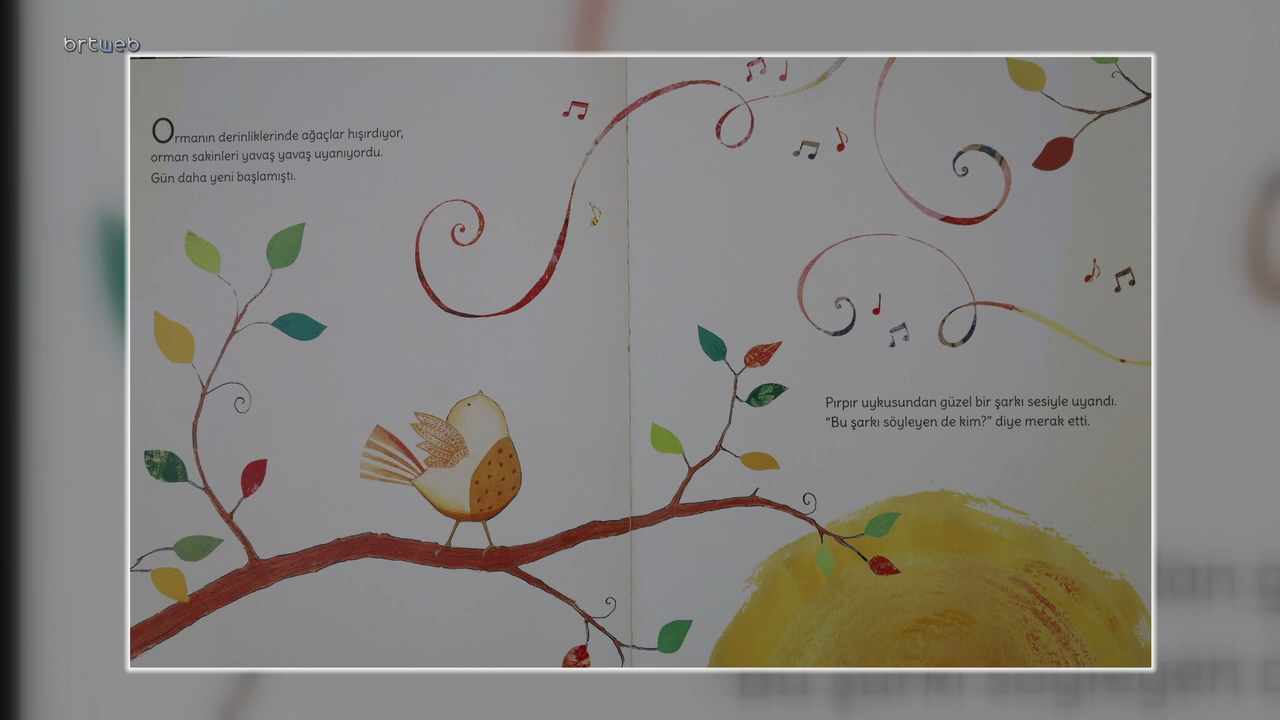 brtweb
Ormanın derinliklerinde ağaçlar hışırdıyor,
orman sakinleri yavaş yavaş uyanıyordu.
Gün daha yeni başlamıştı.
Pırpır uykusundan güzel bir şarkı sesiyle uyandı.
“Bu şarkı söyleyen de kim?” diye merak etti.